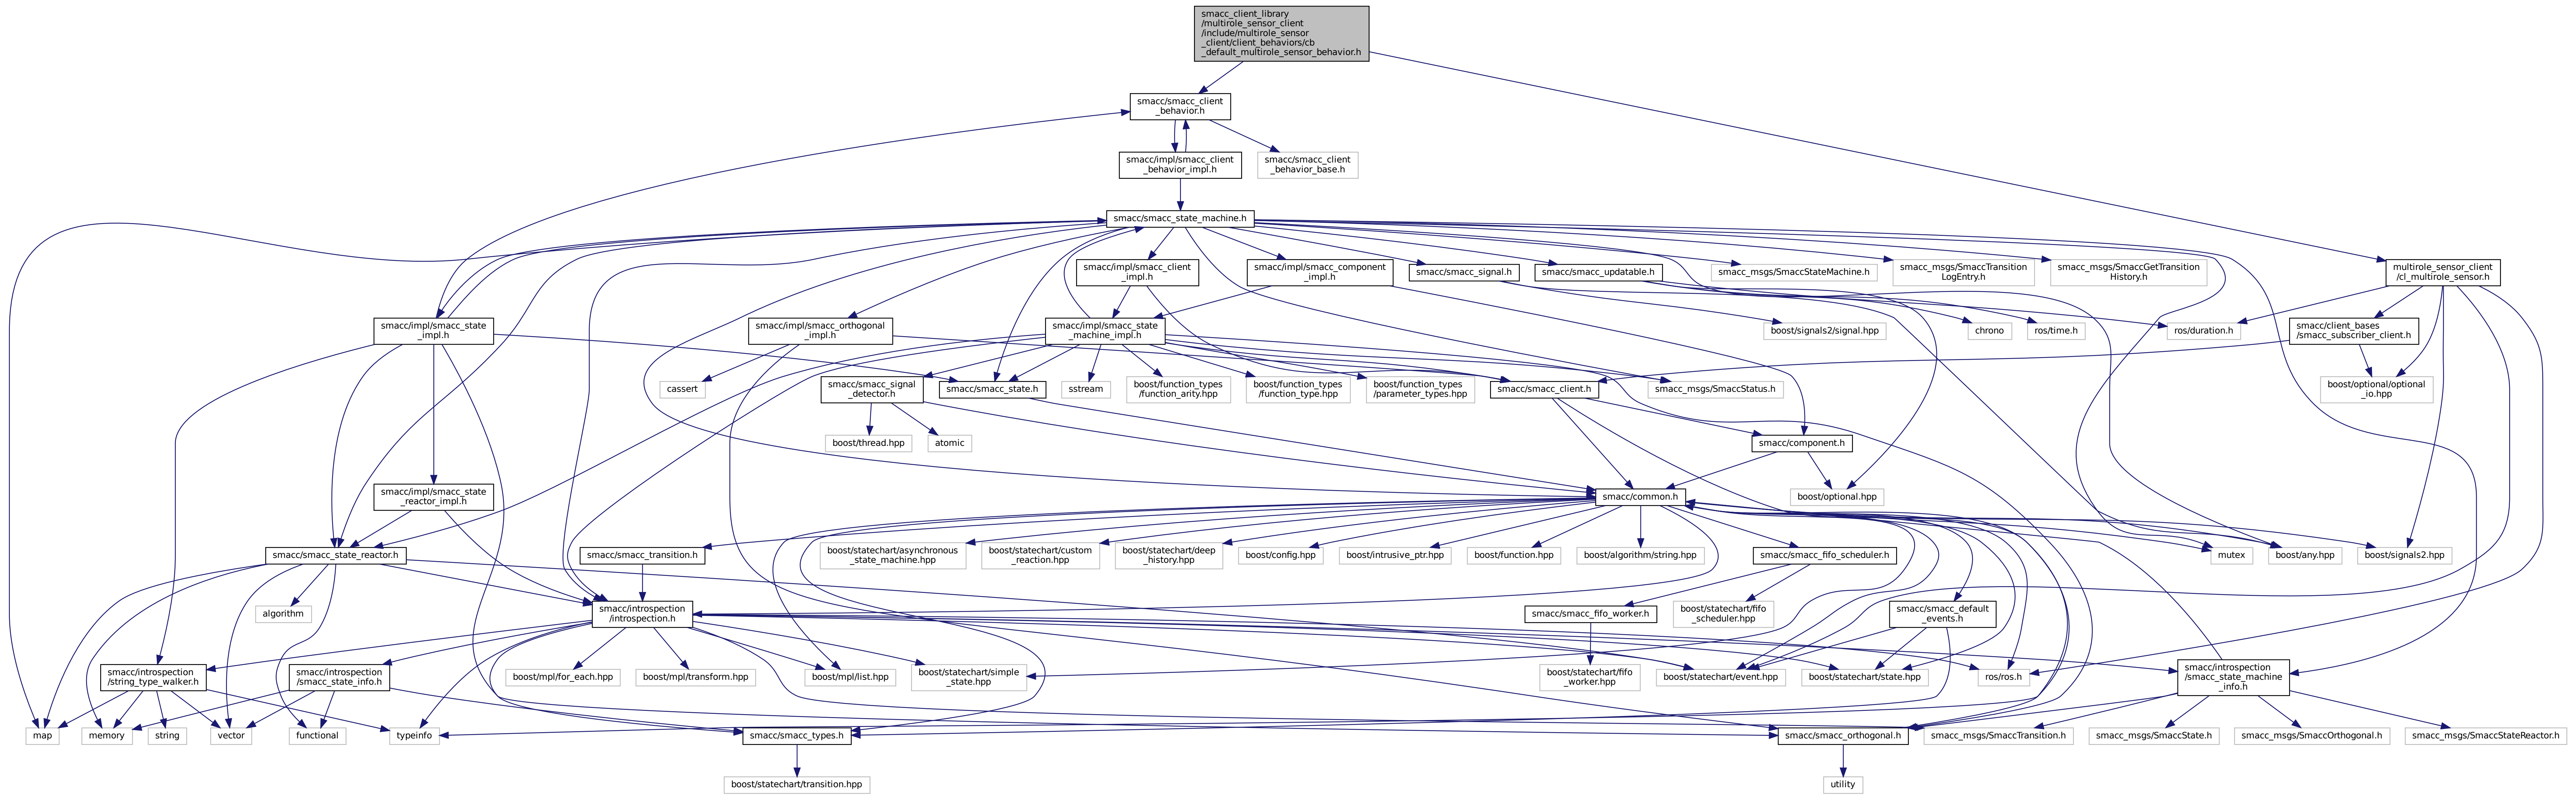 smacc_client_library
/multirole_sensor_client
/include/multirole_sensor
_client/client_behaviors/cb
_default_multirole_sensor_behavior.h
smacc/smacc_client
_behavior.h
smacc/impl/smacc_client
_behavior_impl.h
smacc/smacc_client
_behavior_base.h
smacc/smacc_state_machine.h
smacc/impl/smacc_client
_impl.h
smacc/impl/smacc_component
_impl.h
smacc/smacc_signal.h
smacc/smacc_updatable.h
smacc_msgs/SmaccStateMachine.h
smacc_msgs/SmaccTransition
LogEntry.h
smacc_msgs/SmaccGetTransition
History.h
multirole_sensor_client
/cl_multirole_sensor.h
smacc/impl/smacc_state
_impl.h
smacc/impl/smacc_orthogonal
_impl.h
smacc/impl/smacc_state
_machine_impl.h
boost/signals2/signal.hpp
chrono
ros/time.h
ros/duration.h
smacc/client_bases
/smacc_subscriber_client.h
cassert
smacc/smacc_signal
_detector.h
smacc/smacc_state.h
sstream
boost/function_types
/function_arity.hpp
boost/function_types
/function_type.hpp
boost/function_types
/parameter_types.hpp
smacc/smacc_client.h
smacc_msgs/SmaccStatus.h
boost/optional/optional
_io.hpp
boost/thread.hpp
atomic
smacc/component.h
smacc/impl/smacc_state
_reactor_impl.h
smacc/common.h
boost/optional.hpp
smacc/smacc_state_reactor.h
smacc/smacc_transition.h
boost/statechart/asynchronous
_state_machine.hpp
boost/statechart/custom
_reaction.hpp
boost/statechart/deep
_history.hpp
boost/config.hpp
boost/intrusive_ptr.hpp
boost/function.hpp
boost/algorithm/string.hpp
smacc/smacc_fifo_scheduler.h
mutex
boost/any.hpp
boost/signals2.hpp
algorithm
smacc/introspection
/introspection.h
smacc/smacc_fifo_worker.h
boost/statechart/fifo
_scheduler.hpp
smacc/smacc_default
_events.h
smacc/introspection
/string_type_walker.h
smacc/introspection
/smacc_state_info.h
boost/mpl/for_each.hpp
boost/mpl/transform.hpp
boost/mpl/list.hpp
boost/statechart/simple
_state.hpp
boost/statechart/fifo
_worker.hpp
boost/statechart/event.hpp
boost/statechart/state.hpp
ros/ros.h
smacc/introspection
/smacc_state_machine
_info.h
map
memory
string
vector
functional
typeinfo
smacc/smacc_types.h
smacc/smacc_orthogonal.h
smacc_msgs/SmaccTransition.h
smacc_msgs/SmaccState.h
smacc_msgs/SmaccOrthogonal.h
smacc_msgs/SmaccStateReactor.h
boost/statechart/transition.hpp
utility